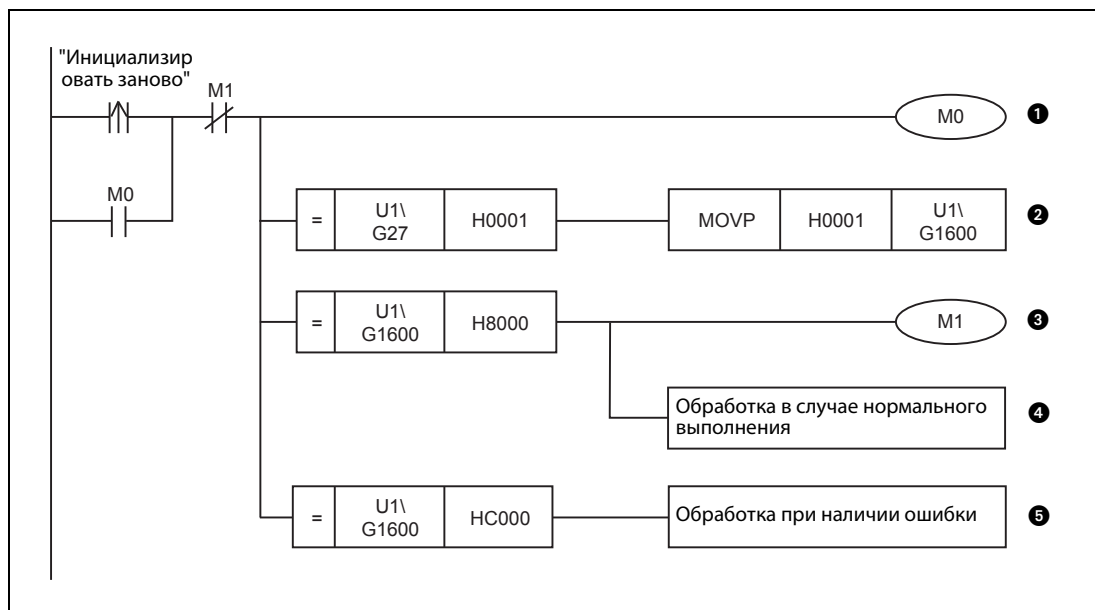 "Инициализир
овать заново"
M1
M0
❶
M0
=
U1\
G27
H0001
MOVP
H0001
U1\
G1600
❷
=
U1\
G1600
H8000
M1
❸
Обработка в случае нормального
выполнения
❹
=
U1\
G1600
HC000
Обработка при наличии ошибки
❺